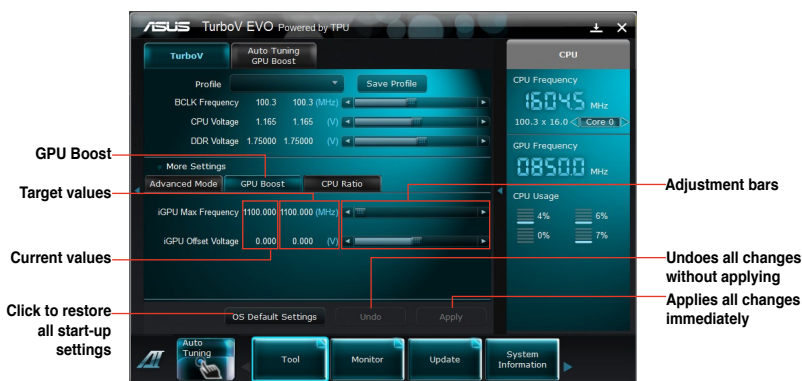 ASUS TurboV EVO Powered by TPU
TurboV
Auto Tuning
GPU Boost
CPU
Profile
Save Profile
BCLK Frequency 100.3 100.3 (MHz)
CPU Voltage 1.165 1.165 (V)
DDR Voltage 1.75000 1.75000 (V)
CPU Frequency
1604.5 MHz
100.3 x 16.0 Core 0
GPU Frequency
0850.0 MHz
CPU Usage
4% 6%
0% 7%
More Settings
Advanced Mode GPU Boost CPU Ratio
iGPU Max Frequency 1100.000 1100.000 (MHz)
iGPU Offset Voltage 0.000 0.000 (V)
OS Default Settings Undo Apply
Auto
Tuning
Tool
Monitor
Update
System
Information
GPU Boost
Target values
Current values
Click to restore
all start-up
settings
Adjustment bars
Undoes all changes
without applying
Applies all changes
immediately